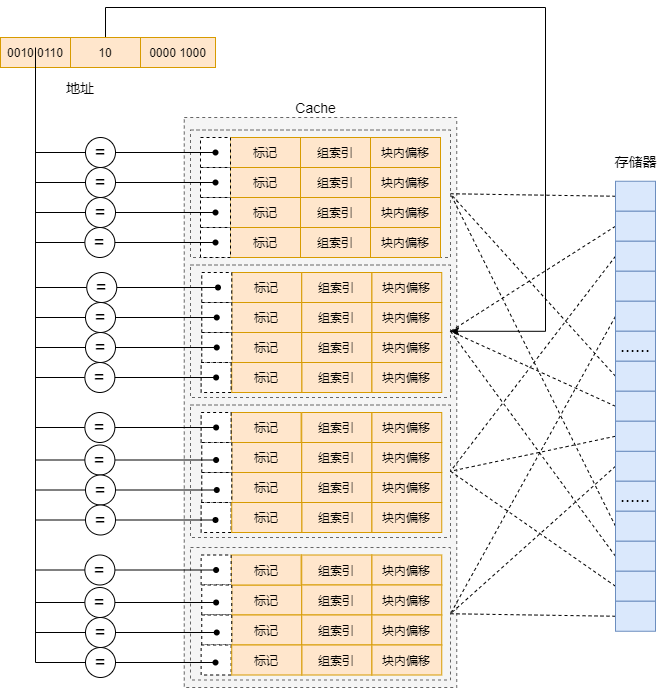 0010 0110 10 0000 1000
地址
Cache
存储器
= 标记 组索引 块内偏移
= 标记 组索引 块内偏移
= 标记 组索引 块内偏移
= 标记 组索引 块内偏移
= 标记 组索引 块内偏移
= 标记 组索引 块内偏移
= 标记 组索引 块内偏移
......
= 标记 组索引 块内偏移
= 标记 组索引 块内偏移
= 标记 组索引 块内偏移
= 标记 组索引 块内偏移
......
= 标记 组索引 块内偏移
= 标记 组索引 块内偏移
= 标记 组索引 块内偏移
= 标记 组索引 块内偏移
= 标记 组索引 块内偏移